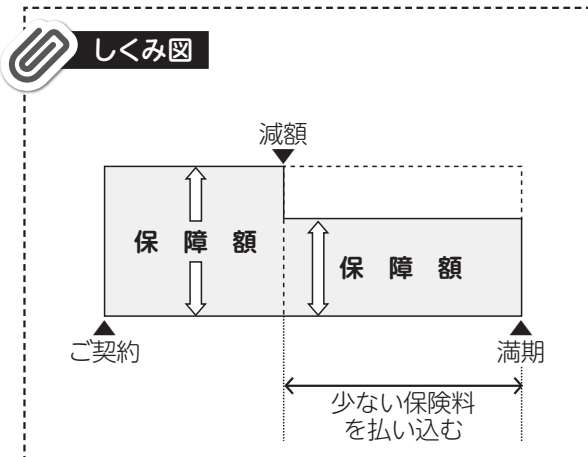 しくみ図
減額
保障額
保障額
ご契約
満期
少ない保険料
を払い込む